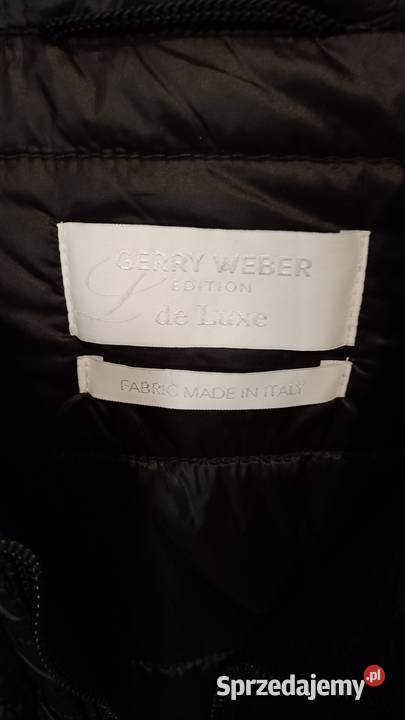 GERRY WEBER
EDITION
L
de Luxe
FABRIC MADE IN ITALY
Sprzedajemy.pl